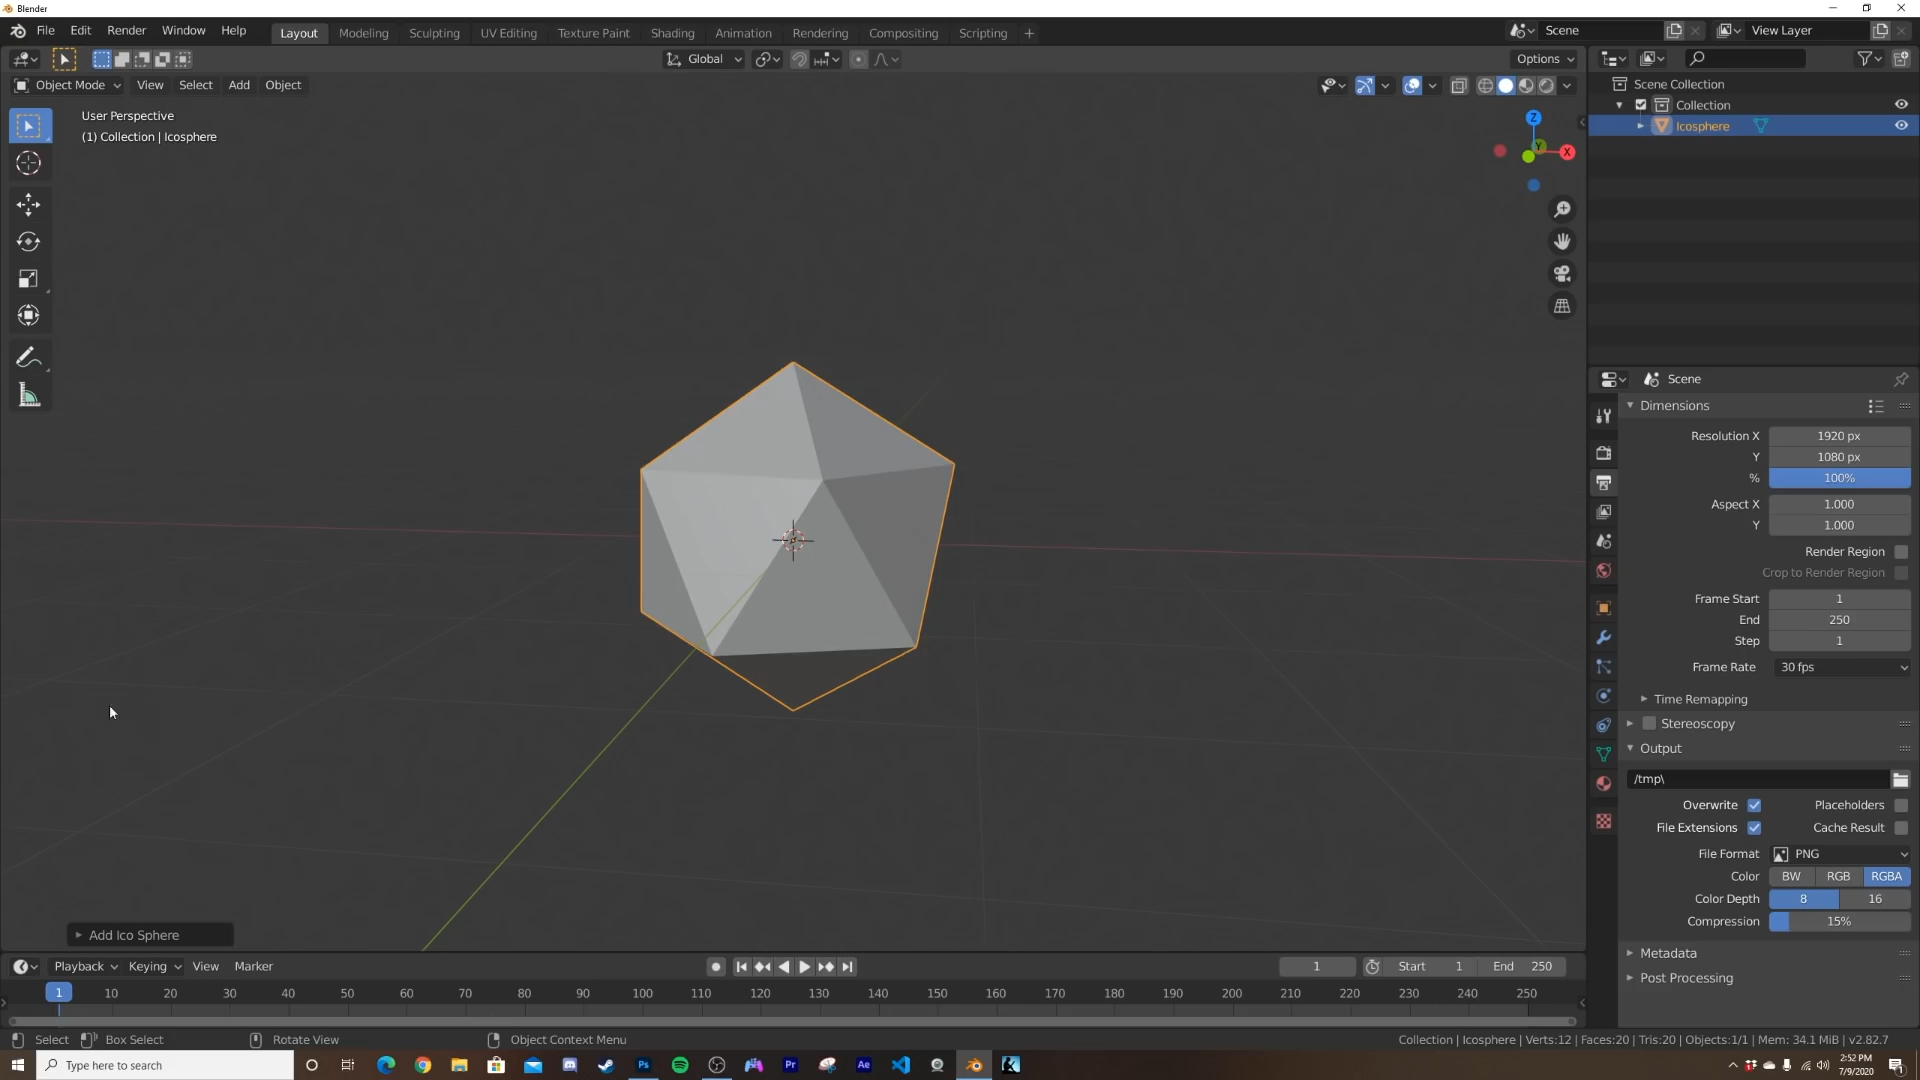 Blender
File Edit Render Window Help
Layout Modeling Sculpting UV Editing Texture Paint Shading Animation Rendering Compositing Scripting +
Scene
View Layer
Global
Options
Object Mode View Select Add Object
User Perspective
(1) Collection | Icosphere
Z
Y
X
Scene Collection
Collection
Icosphere
Scene
Dimensions
Resolution X 1920 px
Y 1080 px
% 100%
Aspect X 1.000
Y 1.000
Render Region
Crop to Render Region
Frame Start 1
End 250
Step 1
Frame Rate 30 fps
Time Remapping
Stereoscopy
Output
/tmp\
Overwrite Placeholders
File Extensions Cache Result
File Format PNG
Color BW RGB RGBA
Color Depth 8 16
Compression 15%
Metadata
Post Processing
Add Ico Sphere
Playback Keying View Marker
1 Start 1 End 250
1 10 20 30 40 50 60 70 80 90 100 110 120 130 140 150 160 170 180 190 200 210 220 230 240 250
Select Box Select Rotate View Object Context Menu
Collection | Icosphere | Verts:12 | Faces:20 | Tris:20 | Objects:1/1 | Mem: 34.1 MiB | v2.82.7
Type here to search
Ps
Pr
Ae
2:52 PM
7/9/2020